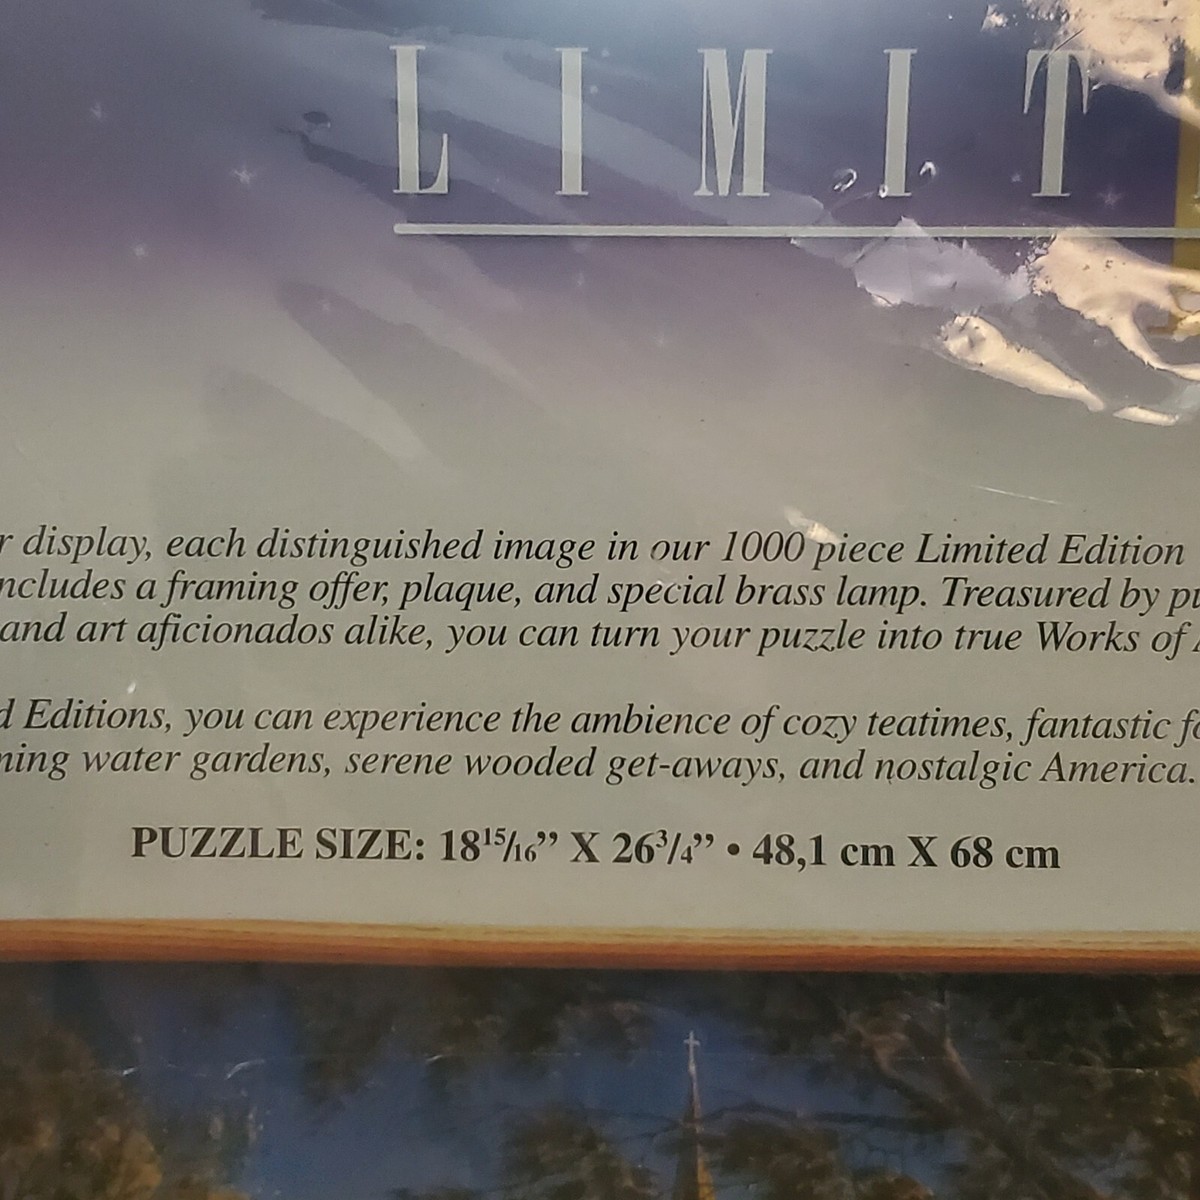 L I M I T
r display, each distinguished image in our 1000 piece Limited Edition
ncludes a framing offer, plaque, and special brass lamp. Treasured by pu
and art aficionados alike, you can turn your puzzle into true Works of A
d Editions, you can experience the ambience of cozy teatimes, fantastic fo
ning water gardens, serene wooded get-aways, and nostalgic America.
PUZZLE SIZE: 18¹⁵/₁₆” X 26³/₄” • 48,1 cm X 68 cm